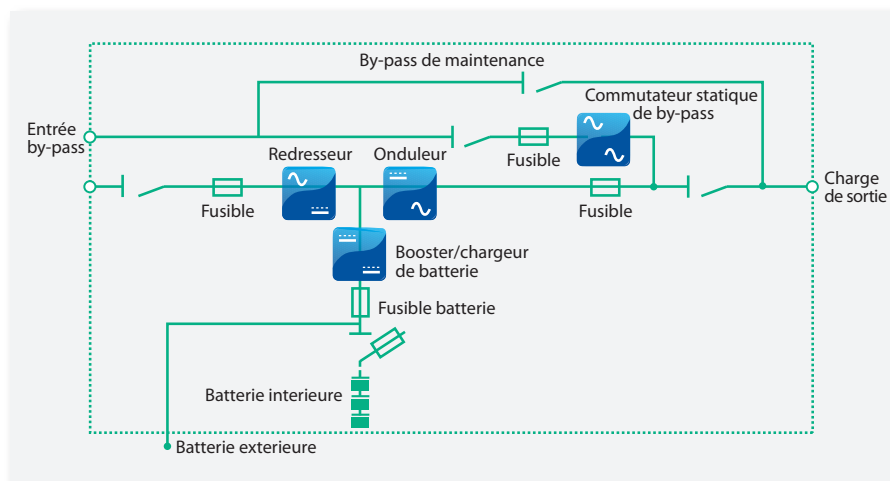 By-pass de maintenance
Commutateur statique
de by-pass
Entrée
by-pass
Redresseur
Onduleur
Fusible
Charge
de sortie
Fusible
Fusible
Booster/chargeur
de batterie
Fusible batterie
Batterie interieure
Batterie exterieure